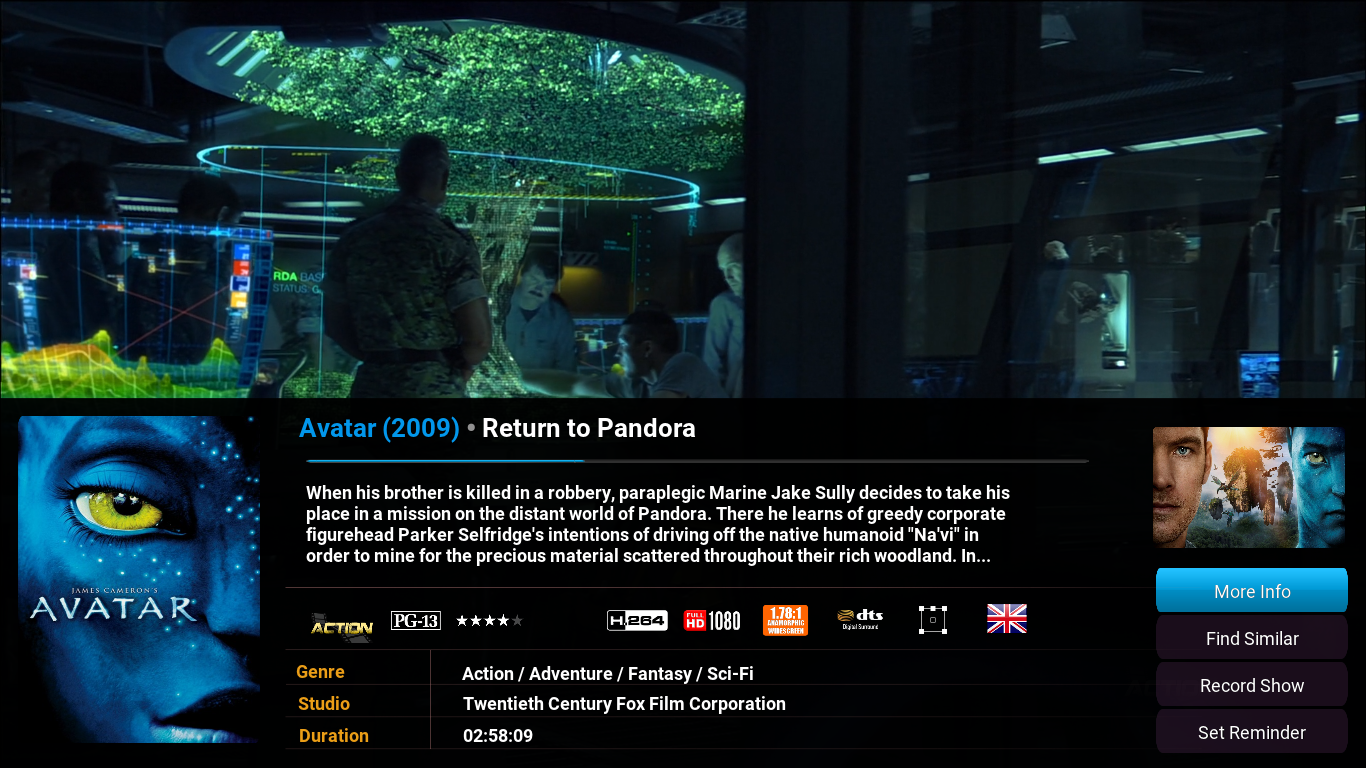 RDA BAS
STATUS: C
Avatar (2009) • Return to Pandora
When his brother is killed in a robbery, paraplegic Marine Jake Sully decides to take his
place in a mission on the distant world of Pandora. There he learns of greedy corporate
figurehead Parker Selfridge's intentions of driving off the native humanoid "Na'vi" in
order to mine for the precious material scattered throughout their rich woodland. In...
JAMES CAMERON'S
AVATAR
ACTION PG-13 H.264 FULL HD 1080 1.78:1 ANAMORPHIC WIDESCREEN dts Digital Surround
Genre Action / Adventure / Fantasy / Sci-Fi
Studio Twentieth Century Fox Film Corporation
Duration 02:58:09
More Info
Find Similar
Record Show
Set Reminder